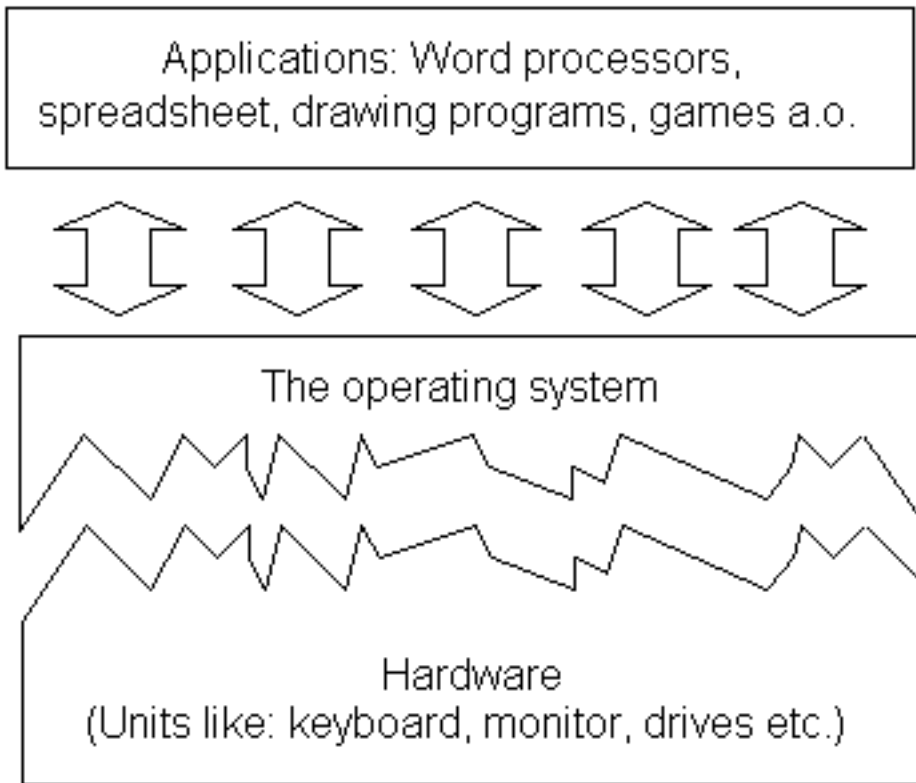 Applications: Word processors,
spreadsheet, drawing programs, games a.o.
The operating system
Hardware
(Units like: keyboard, monitor, drives etc.)